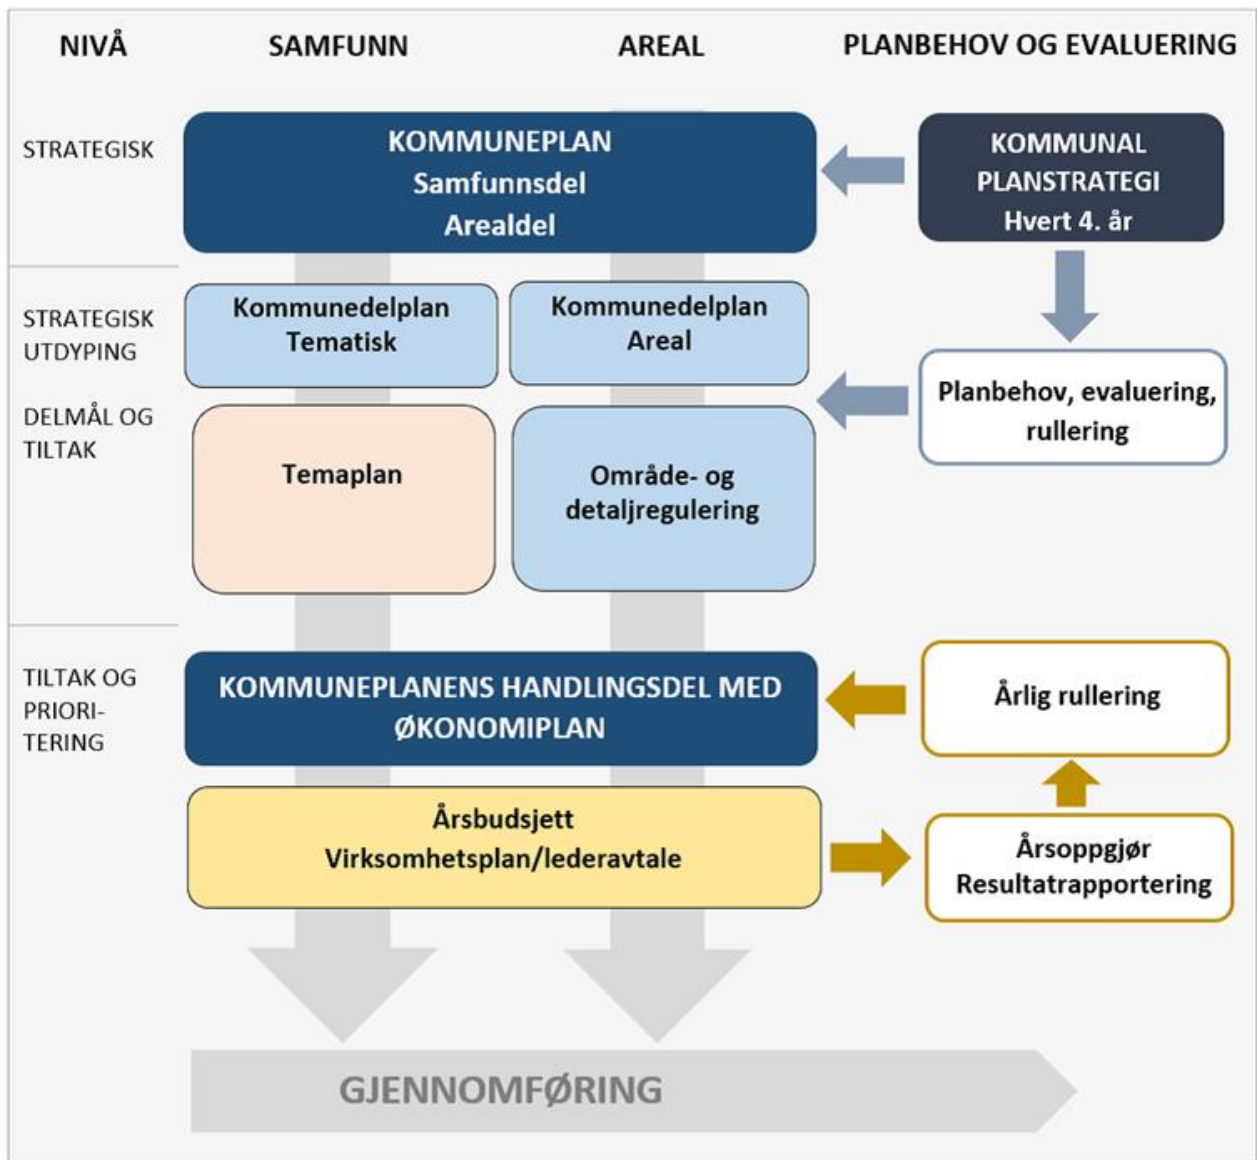 NIVÅ
SAMFUNN
AREAL
PLANBEHOV OG EVALUERING
STRATEGISK
KOMMUNEPLAN
Samfunnsdel
Arealdel
KOMMUNAL
PLANSTRATEGI
Hvert 4. år
STRATEGISK
UTDYPING
Kommunedelplan
Tematisk
Kommunedelplan
Areal
Planbehov, evaluering,
rullering
DELMÅL OG
TILTAK
Temaplan
Område- og
detaljregulering
TILTAK OG
PRIORI-
TERING
KOMMUNEPLANENS HANDLINGSDEL MED
ØKONOMIPLAN
Årlig rullering
Årsbudsjett
Virksomhetsplan/lederavtale
Årsoppgjør
Resultatrapportering
GJENNOMFØRING